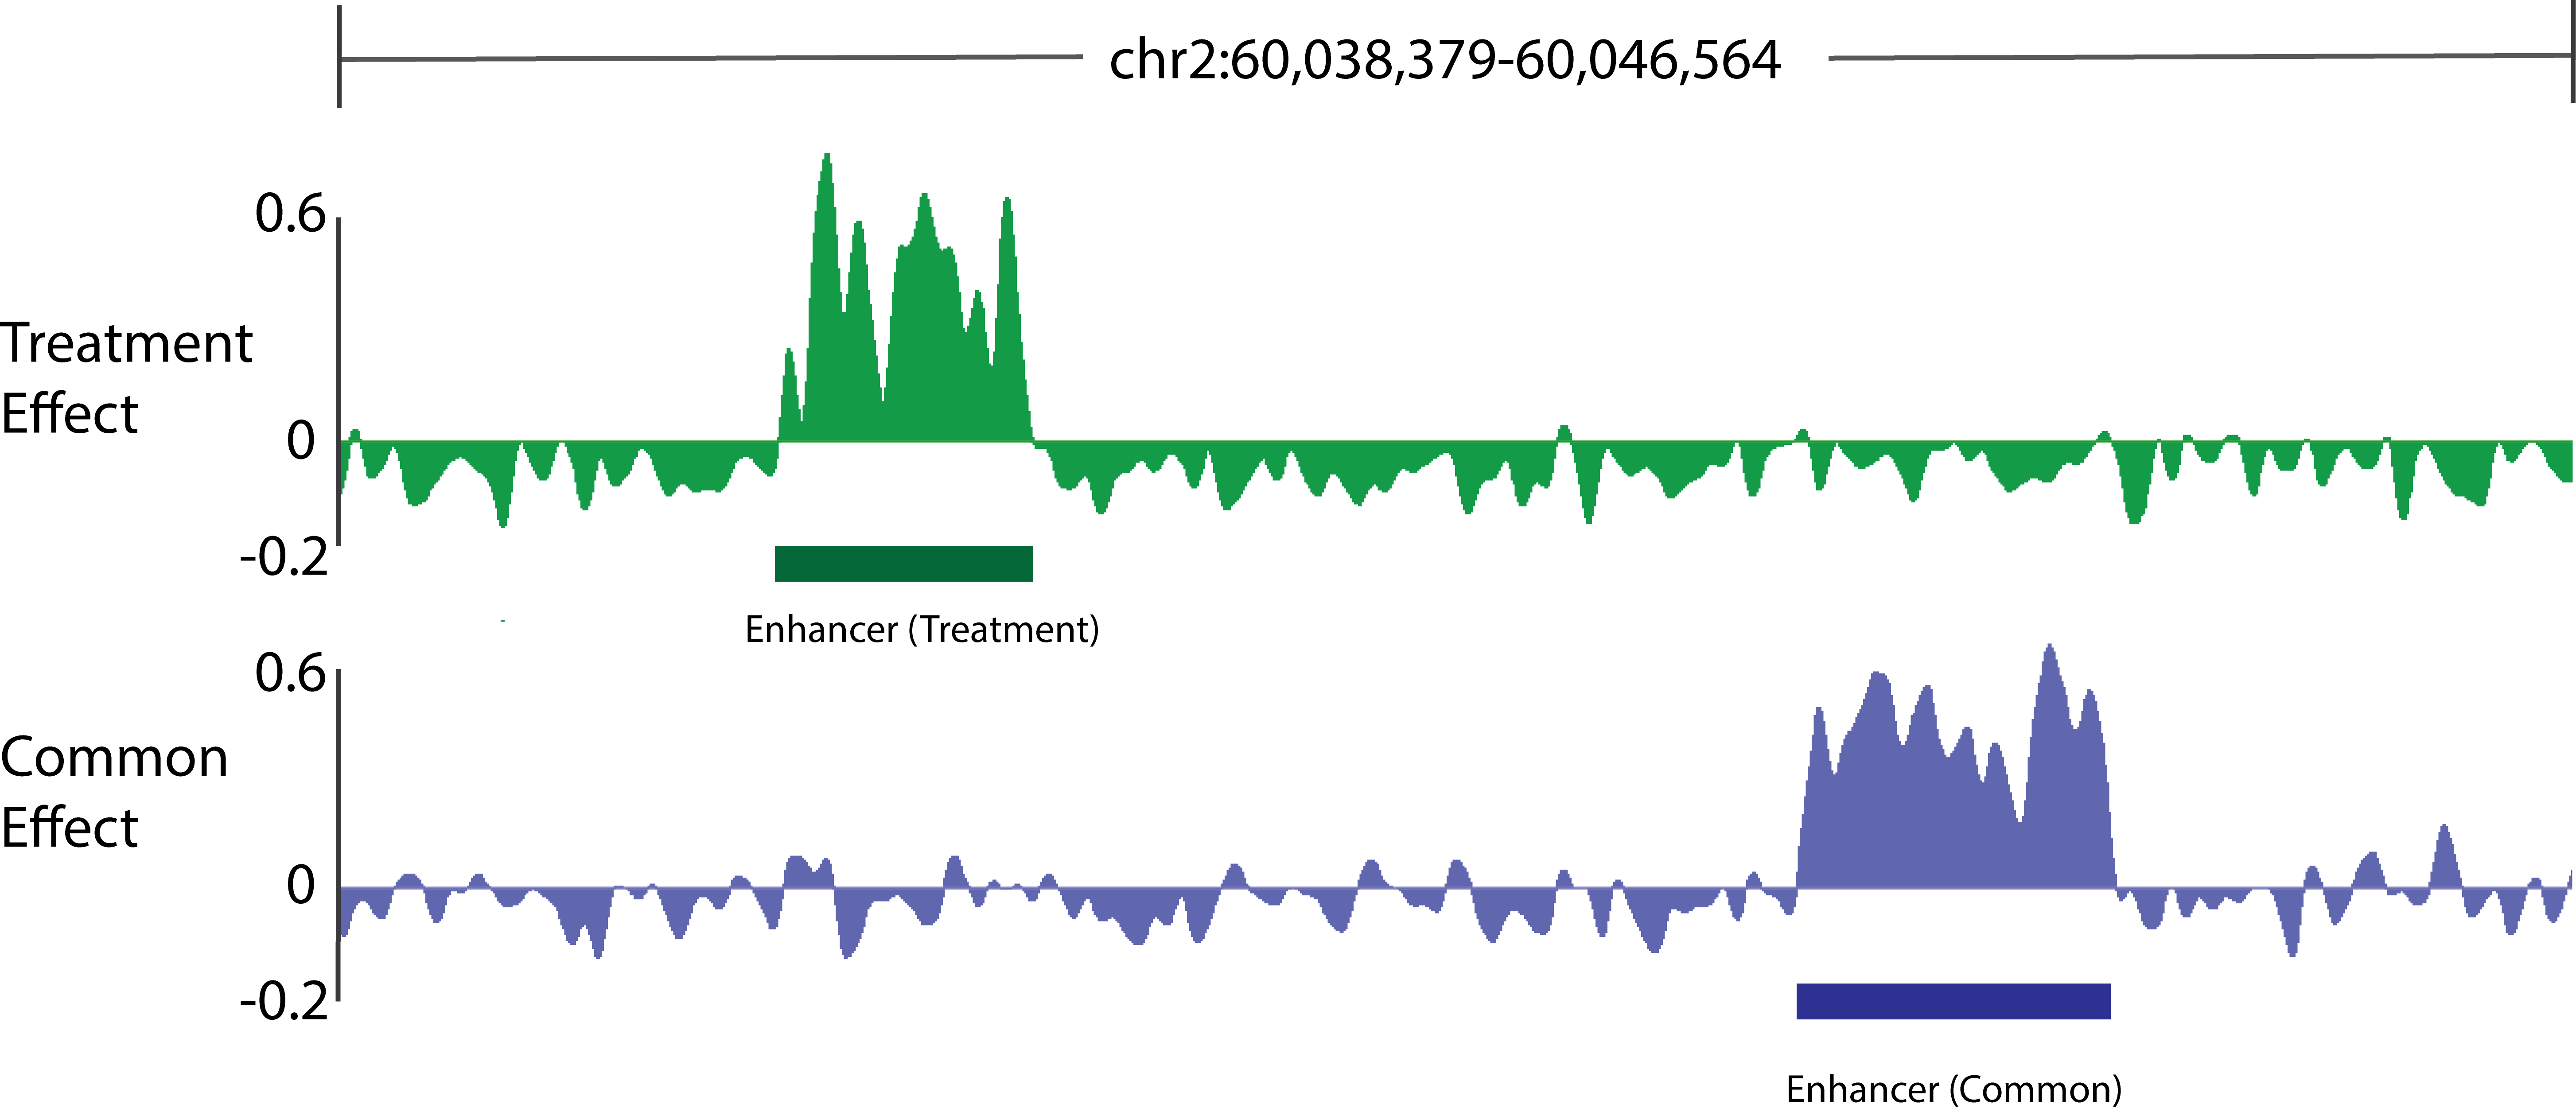 chr2:60,038,379-60,046,564
0.6
Treatment
Effect
0
-0.2
Enhancer (Treatment)
0.6
Common
Effect
0
-0.2
Enhancer (Common)